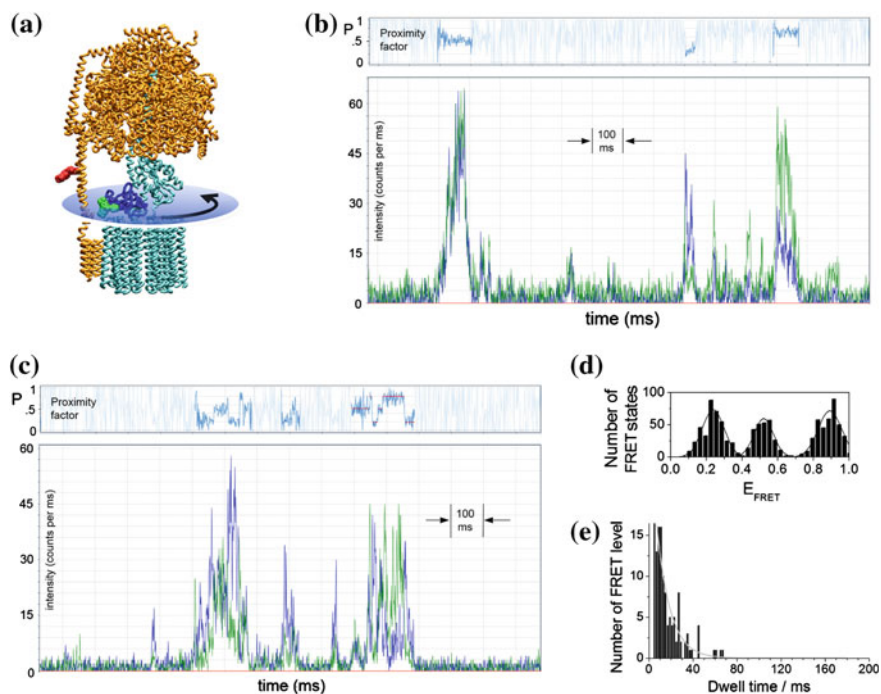 (a)
(b)
P
1
.5
0
Proximity factor
60
45
30
15
0
intensity (counts per ms)
100 ms
time (ms)
(c)
P
1
.5
0
Proximity factor
60
45
30
15
0
intensity (counts per ms)
100 ms
time (ms)
(d)
Number of FRET states
100
50
0
0.0 0.2 0.4 0.6 0.8 1.0
E_FRET
(e)
Number of FRET level
15
10
5
0
0 40 80 120 160 200
Dwell time / ms